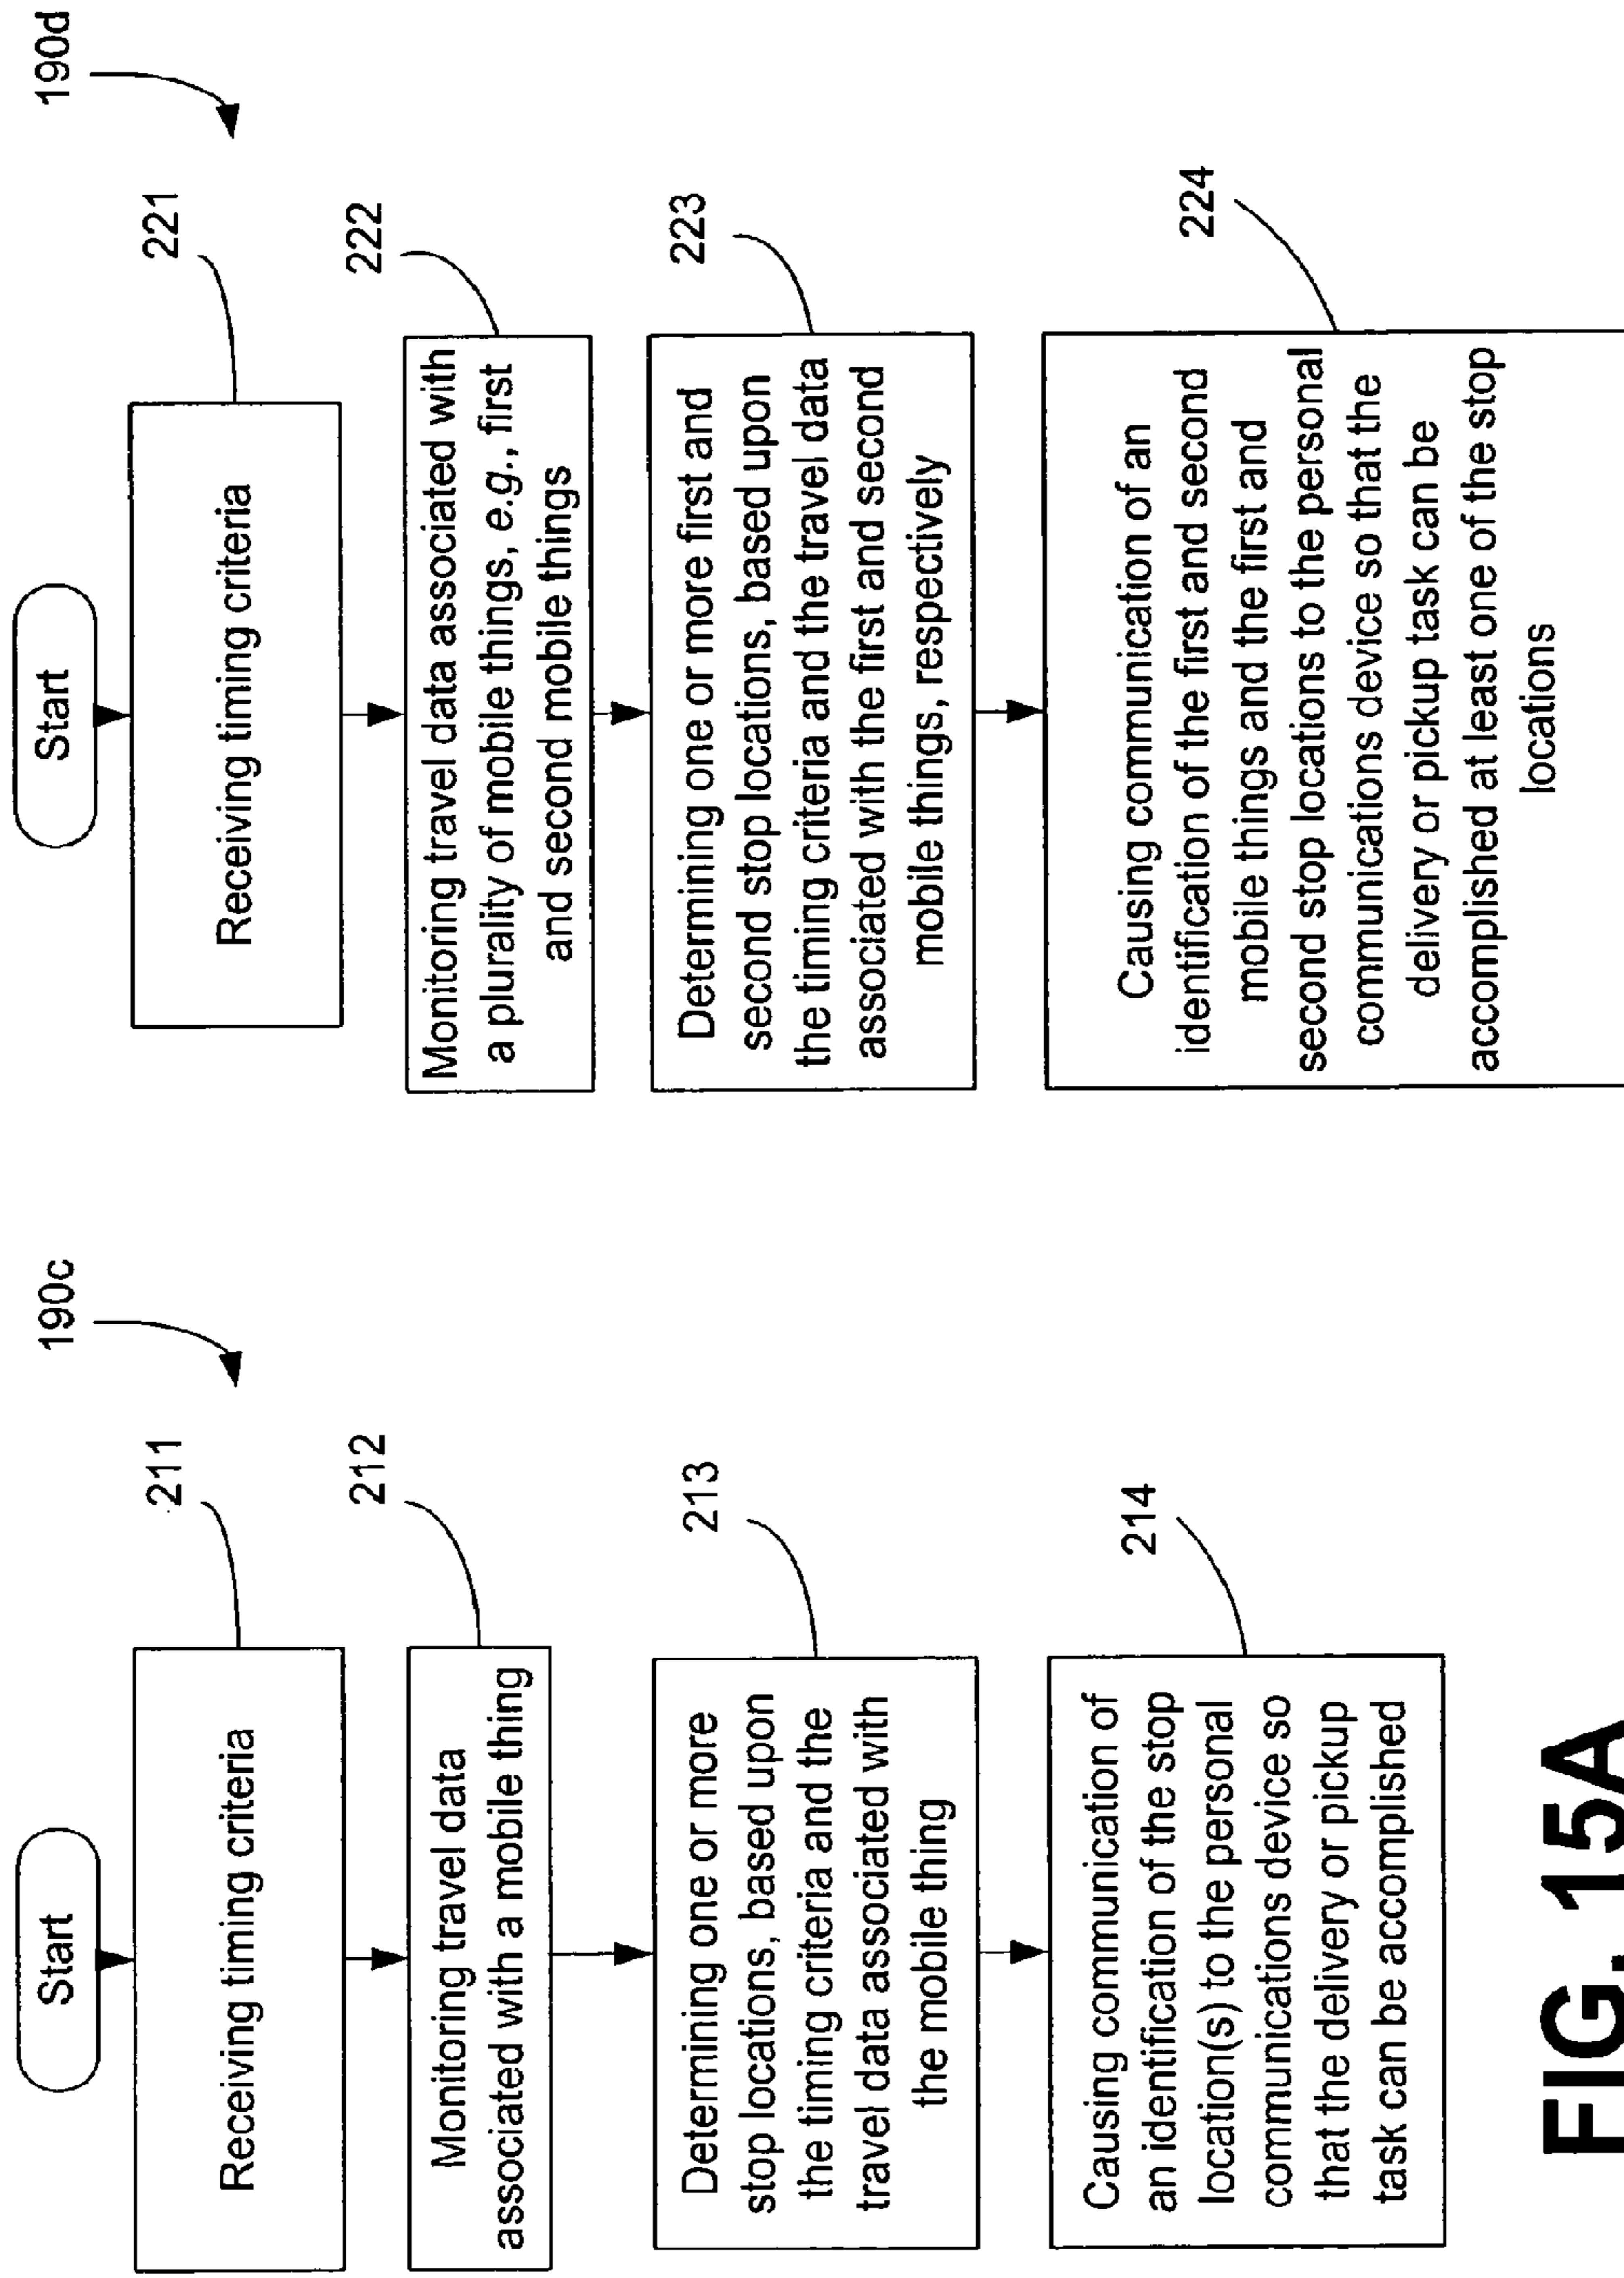 190c
Start
211
Receiving timing criteria
212
Monitoring travel data
associated with a mobile thing
213
Determining one or more
stop locations, based upon
the timing criteria and the
travel data associated with
the mobile thing
214
Causing communication of
an identification of the stop
location(s) to the personal
communications device so
that the delivery or pickup
task can be accomplished
FIG. 15A
190d
Start
221
Receiving timing criteria
222
Monitoring travel data associated with
a plurality of mobile things, e.g., first
and second mobile things
223
Determining one or more first and
second stop locations, based upon
the timing criteria and the travel data
associated with the first and second
mobile things, respectively
224
Causing communication of an
identification of the first and second
mobile things and the first and
second stop locations to the personal
communications device so that the
delivery or pickup task can be
accomplished at least one of the stop
locations